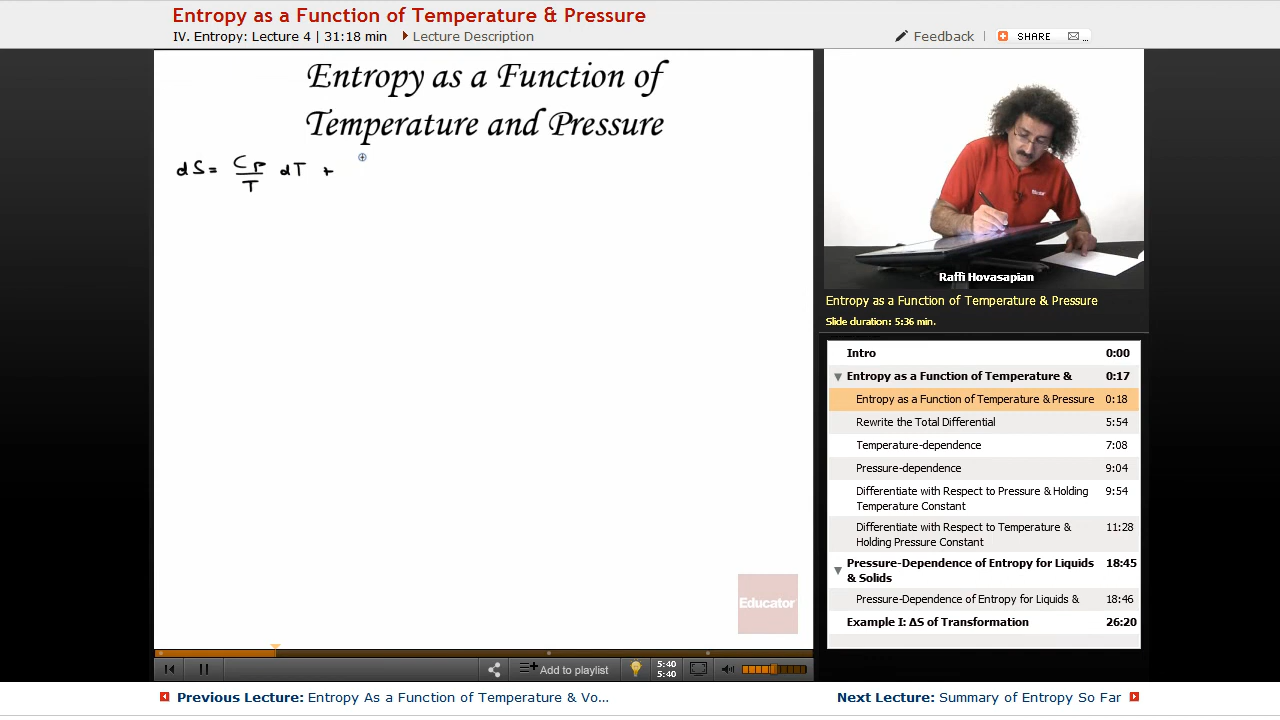 Entropy as a Function of Temperature & Pressure
IV. Entropy: Lecture 4 | 31:18 min
Lecture Description
Feedback
SHARE
Entropy as a Function of
Temperature and Pressure
dS = CP/T dT +
Educator
Raffi Hovasapian
Entropy as a Function of Temperature & Pressure
Slide duration: 5:36 min.
Intro 0:00
Entropy as a Function of Temperature & 0:17
Entropy as a Function of Temperature & Pressure 0:18
Rewrite the Total Differential 5:54
Temperature-dependence 7:08
Pressure-dependence 9:04
Differentiate with Respect to Pressure & Holding 9:54
Temperature Constant
Differentiate with Respect to Temperature & 11:28
Holding Pressure Constant
Pressure-Dependence of Entropy for Liquids 18:45
& Solids
Pressure-Dependence of Entropy for Liquids & 18:46
Example I: ΔS of Transformation 26:20
Add to playlist
5:40
5:40
Previous Lecture: Entropy As a Function of Temperature & Vo...
Next Lecture: Summary of Entropy So Far